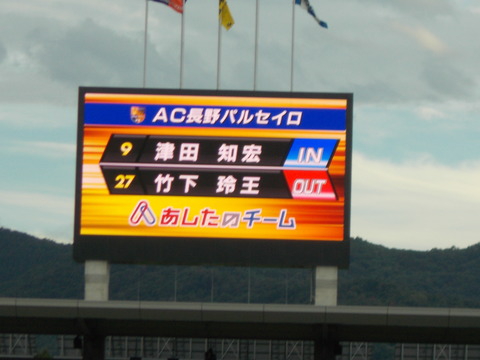 AC長野パルセイロ
9 津田 知宏 IN
27 竹下 玲王 OUT
あしたのチーム